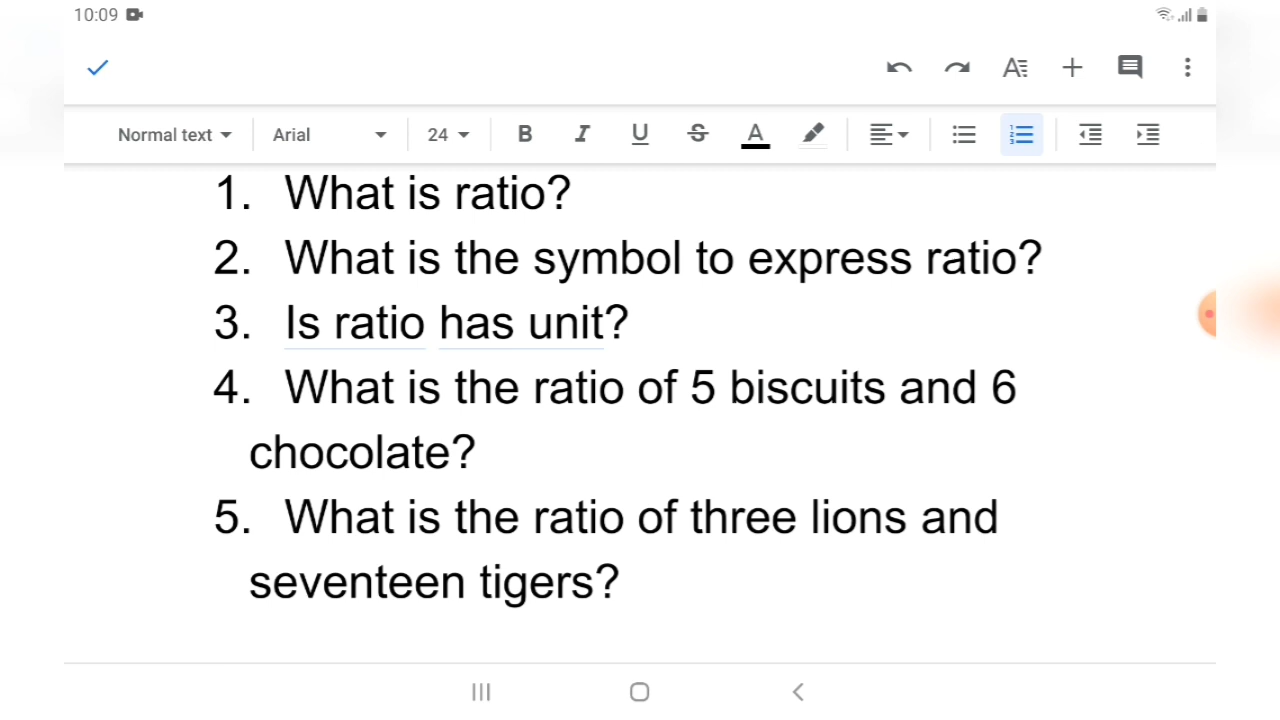 10:09
Normal text Arial 24 B I U S A
1. What is ratio?
2. What is the symbol to express ratio?
3. Is ratio has unit?
4. What is the ratio of 5 biscuits and 6
chocolate?
5. What is the ratio of three lions and
seventeen tigers?